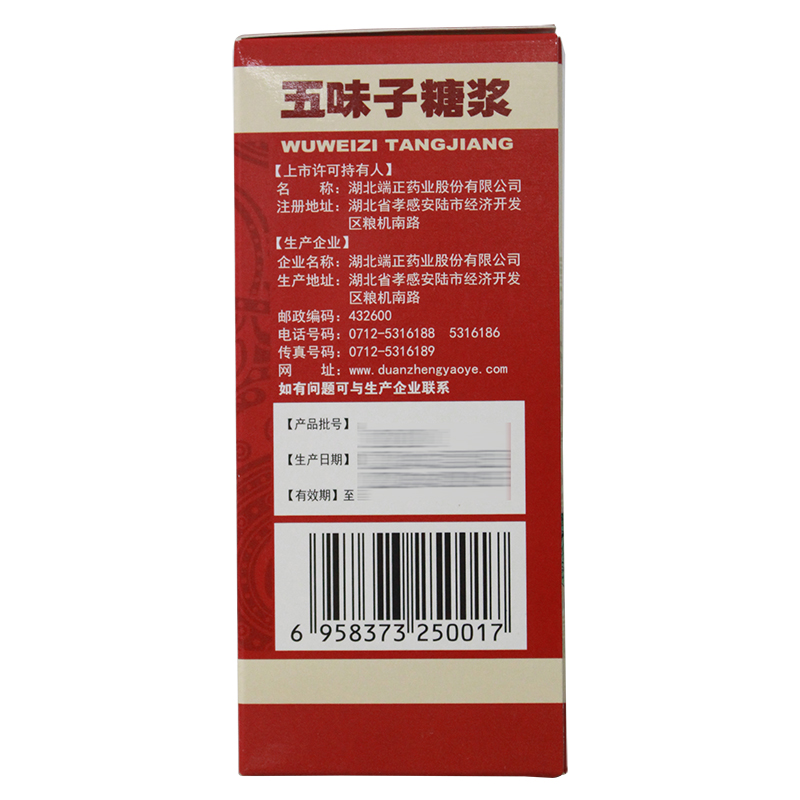 五味子糖浆
WUWEIZI TANGJIANG
【上市许可持有人】
名 称：湖北端正药业股份有限公司
注册地址：湖北省孝感安陆市经济开发
区粮机南路
【生产企业】
企业名称：湖北端正药业股份有限公司
生产地址：湖北省孝感安陆市经济开发
区粮机南路
邮政编码：432600
电话号码：0712-5316188 5316186
传真号码：0712-5316189
网 址：www.duanzhengyaoye.com
如有问题可与生产企业联系
【产品批号】
【生产日期】
【有效期】至
6 958373 250017